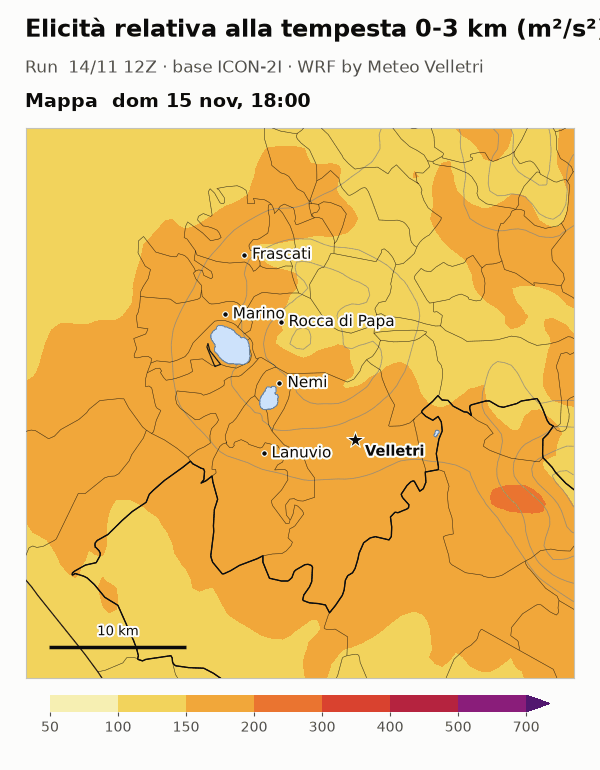 Elicità relativa alla tempesta 0-3 km (m²/s²)
Run 14/11 12Z · base ICON-2I · WRF by Meteo Velletri
Mappa dom 15 nov, 18:00
Frascati
Marino
Rocca di Papa
Nemi
Velletri
Lanuvio
10 km
50 100 150 200 300 400 500 700